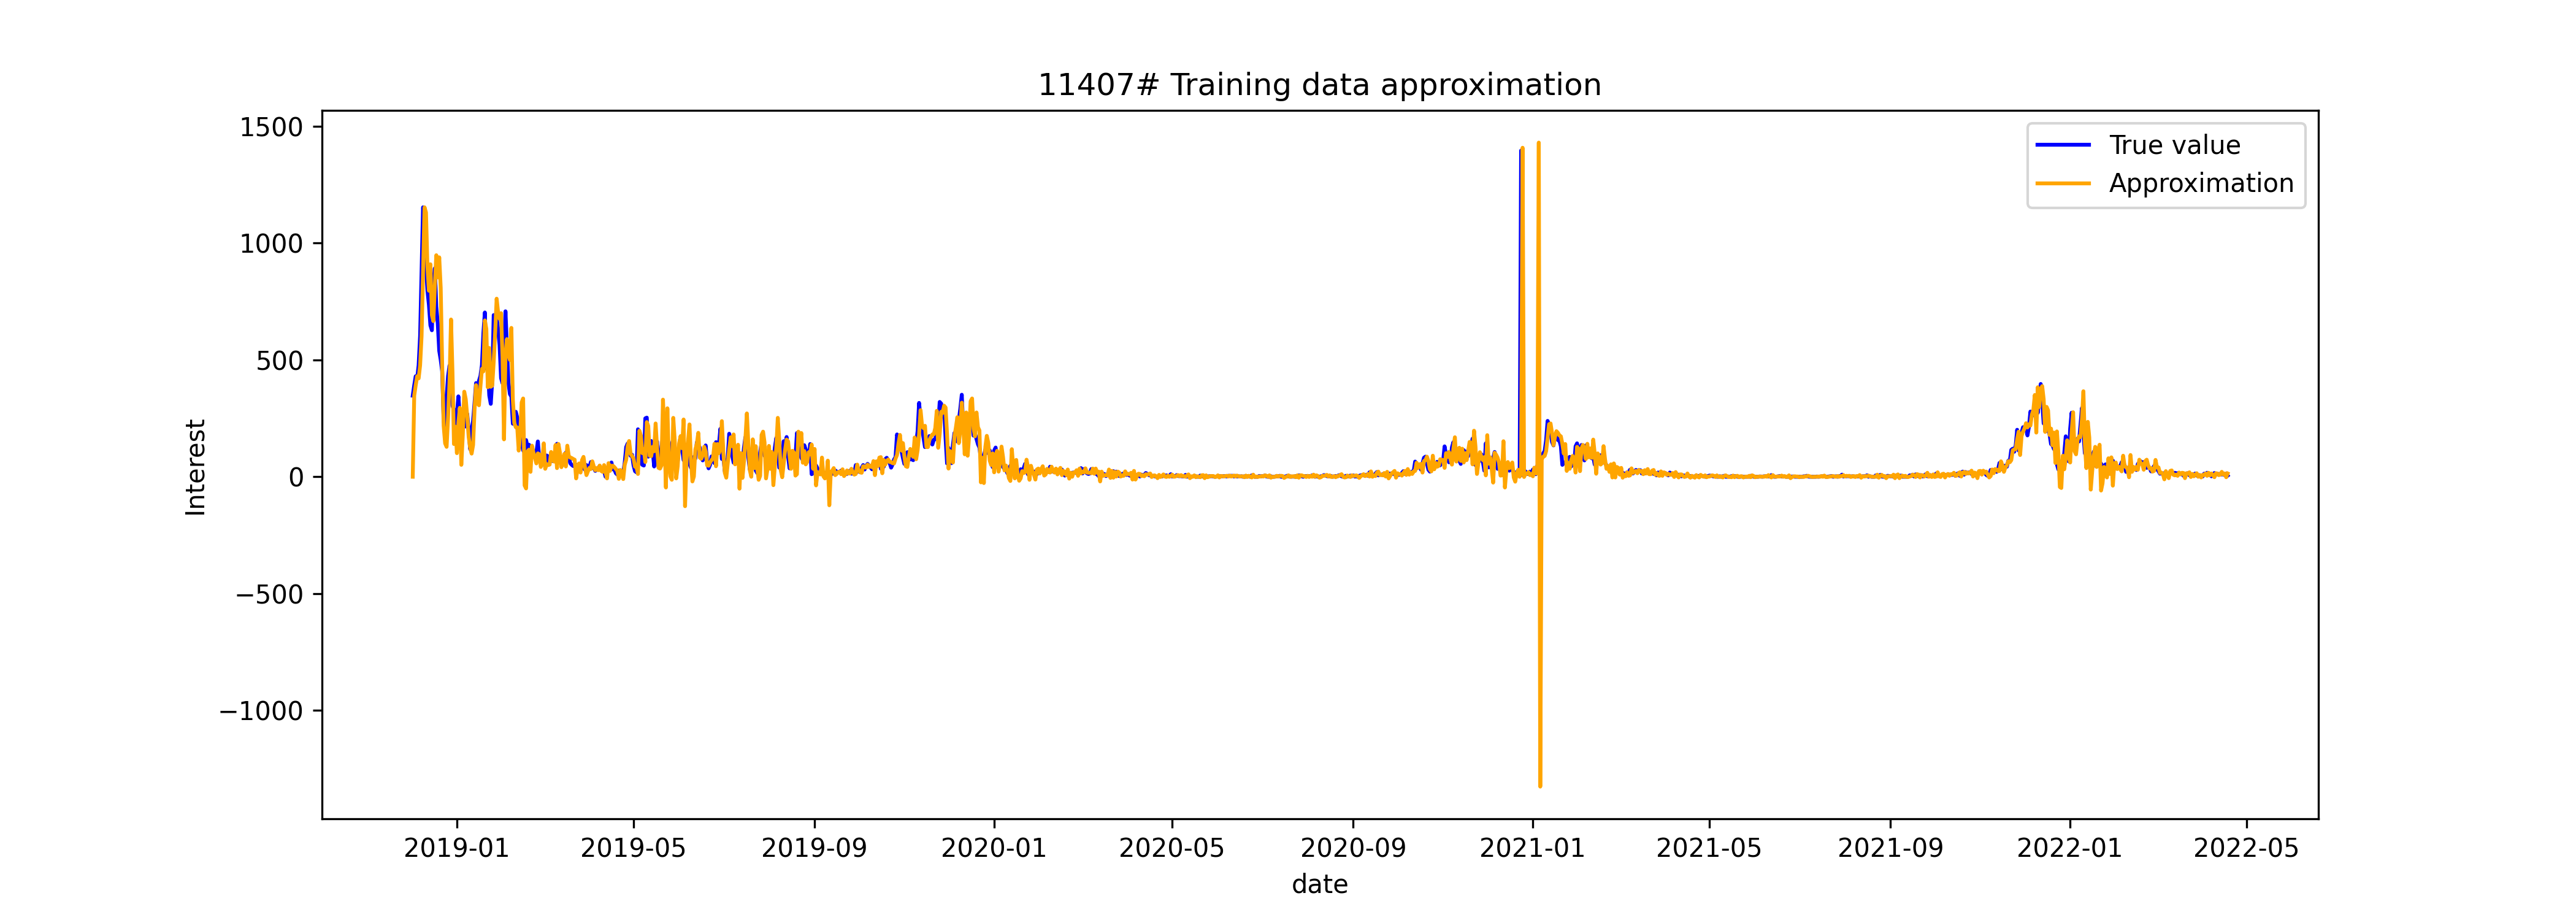 11407# Training data approximation
True value
Approximation
1500
1000
500
0
−500
−1000
Interest
2019-01 2019-05 2019-09 2020-01 2020-05 2020-09 2021-01 2021-05 2021-09 2022-01 2022-05
date